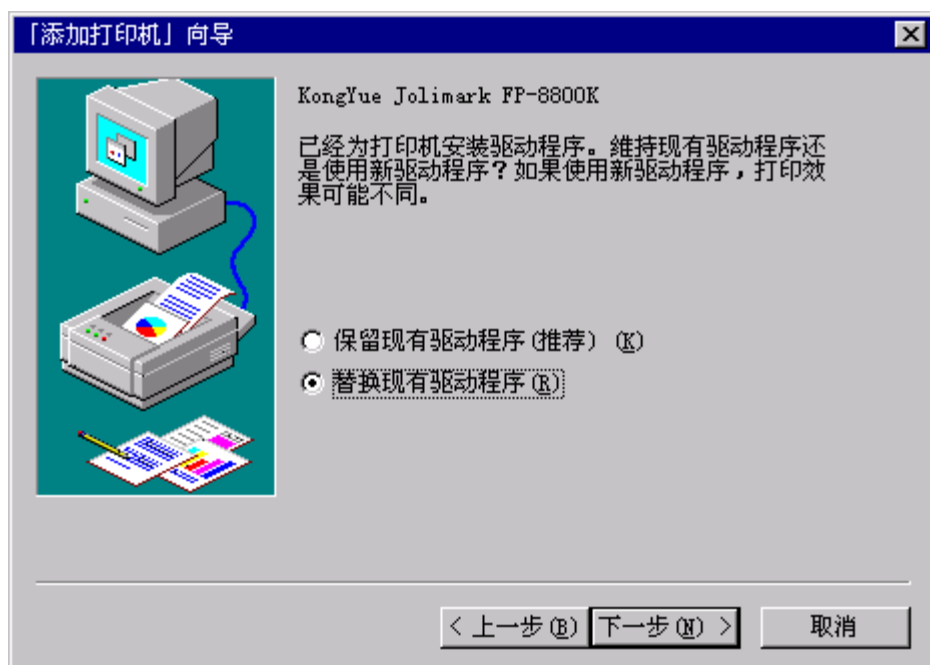 「添加打印机」向导
KongYue Jolimark FP-8800K
已经为打印机安装驱动程序。维持现有驱动程序还
是使用新驱动程序？如果使用新驱动程序，打印效
果可能不同。
保留现有驱动程序(推荐) (K)
替换现有驱动程序(R)
< 上一步(B)
下一步(N) >
取消